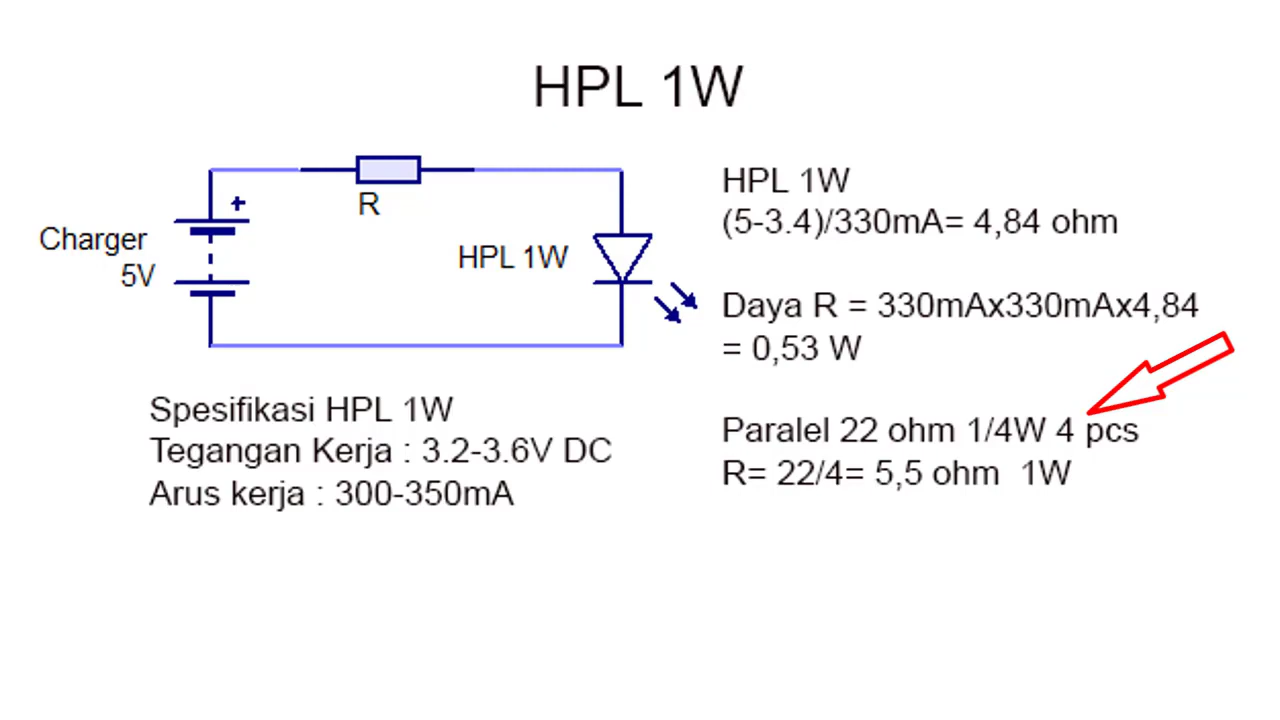 HPL 1W
+
R
Charger
5V
HPL 1W
HPL 1W
(5-3.4)/330mA= 4,84 ohm
Daya R = 330mAx330mAx4,84
= 0,53 W
Paralel 22 ohm 1/4W 4 pcs
R= 22/4= 5,5 ohm 1W
Spesifikasi HPL 1W
Tegangan Kerja : 3.2-3.6V DC
Arus kerja : 300-350mA